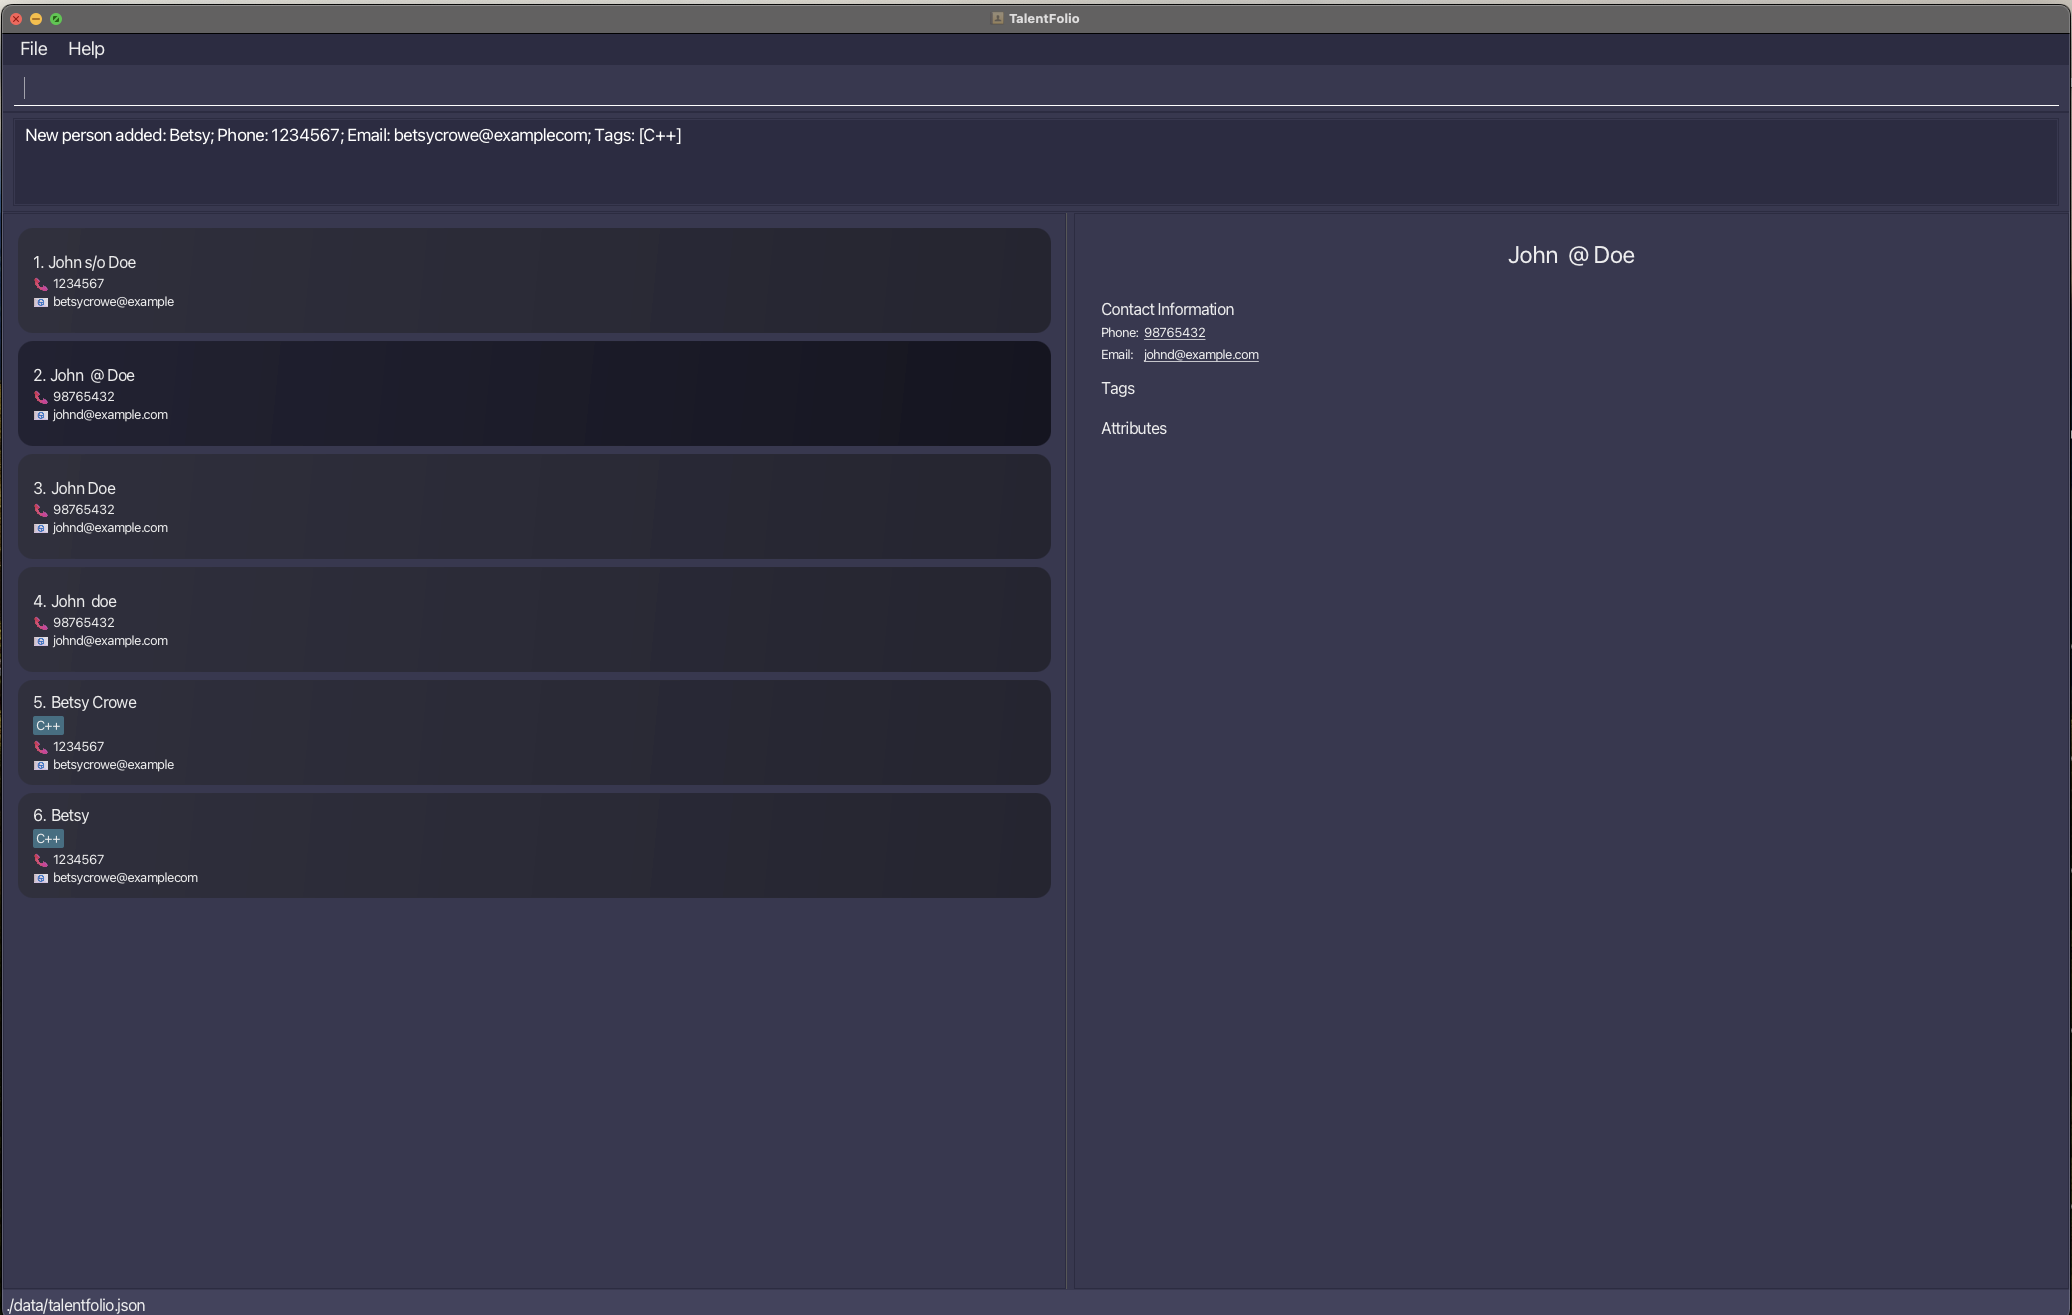 TalentFolio
File Help
New person added: Betsy; Phone: 1234567; Email: betsycrowe@examplecom; Tags: [C++]
1. John s/o Doe
1234567
betsycrowe@example
2. John  @ Doe
98765432
johnd@example.com
3. John Doe
98765432
johnd@example.com
4. John  doe
98765432
johnd@example.com
5. Betsy Crowe
C++
1234567
betsycrowe@example
6. Betsy
C++
1234567
betsycrowe@examplecom
John  @ Doe
Contact Information
Phone: 98765432
Email: johnd@example.com
Tags
Attributes
./data/talentfolio.json